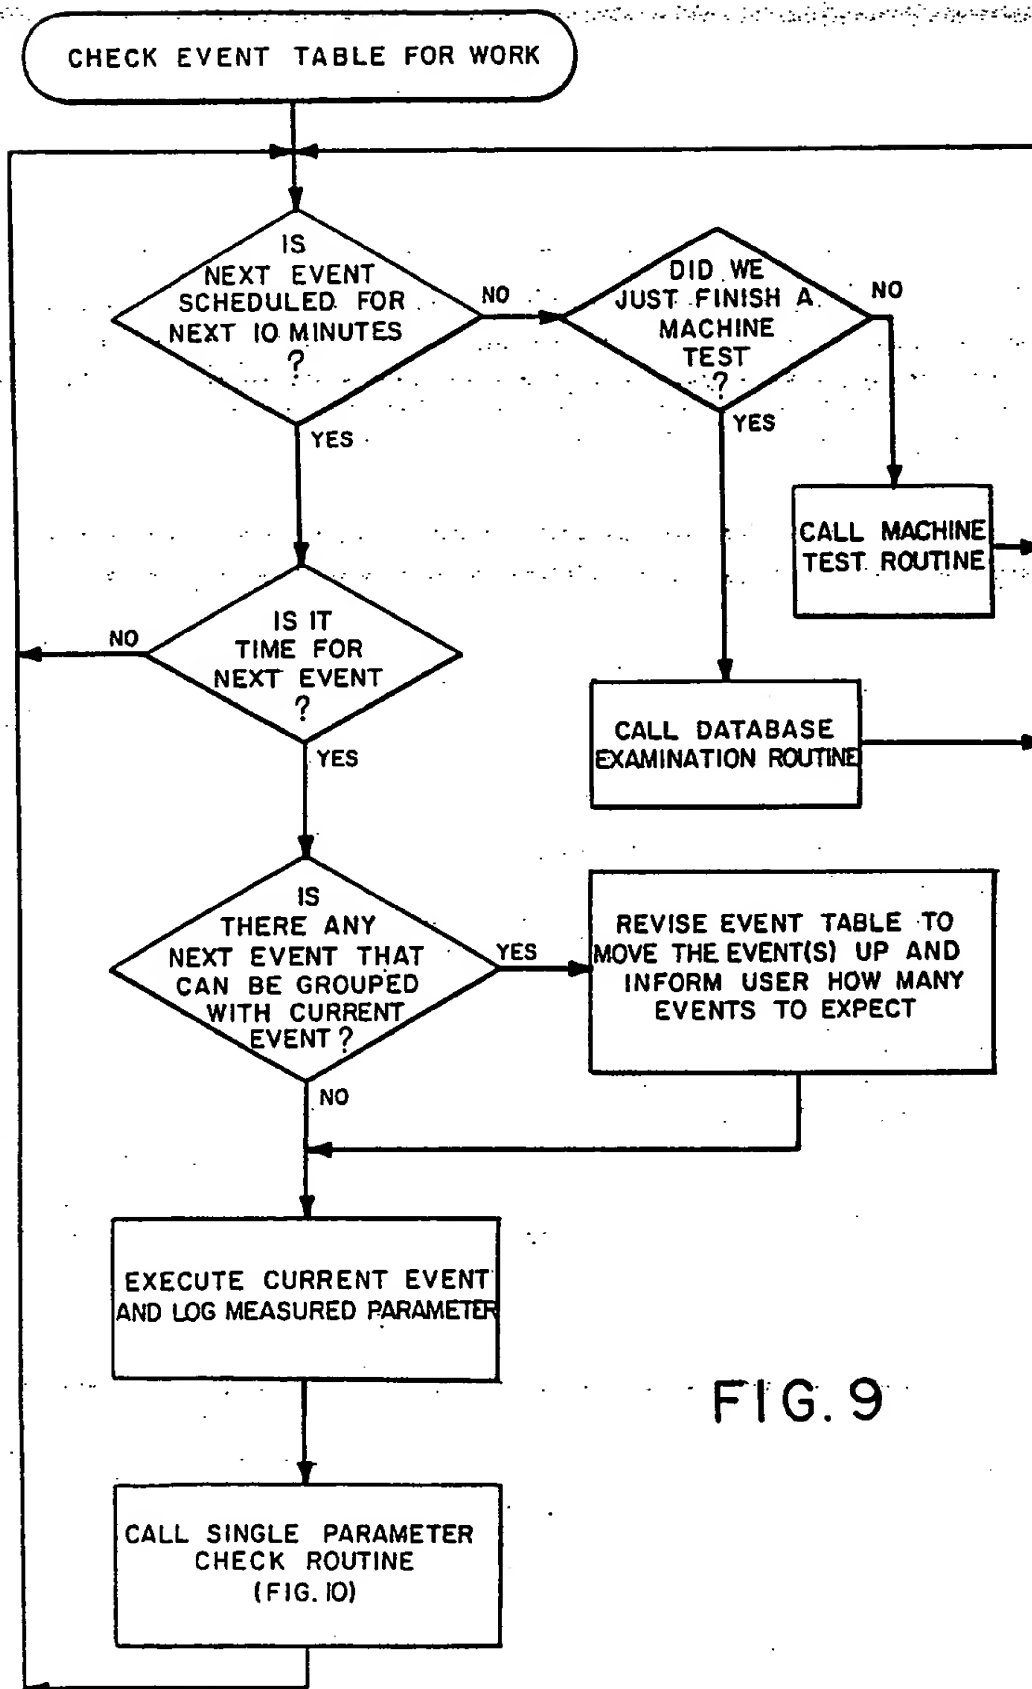 CHECK EVENT TABLE FOR WORK
IS
NEXT EVENT
SCHEDULED FOR
NEXT 10 MINUTES
?
NO
YES
DID WE
JUST FINISH A
MACHINE
TEST
?
NO
YES
CALL MACHINE
TEST ROUTINE
IS IT
TIME FOR
NEXT EVENT
?
NO
YES
CALL DATABASE
EXAMINATION ROUTINE
IS
THERE ANY
NEXT EVENT THAT
CAN BE GROUPED
WITH CURRENT
EVENT?
YES
NO
REVISE EVENT TABLE TO
MOVE THE EVENT(S) UP AND
INFORM USER HOW MANY
EVENTS TO EXPECT
EXECUTE CURRENT EVENT
AND LOG MEASURED PARAMETER
FIG. 9
CALL SINGLE PARAMETER
CHECK ROUTINE
(FIG. 10)